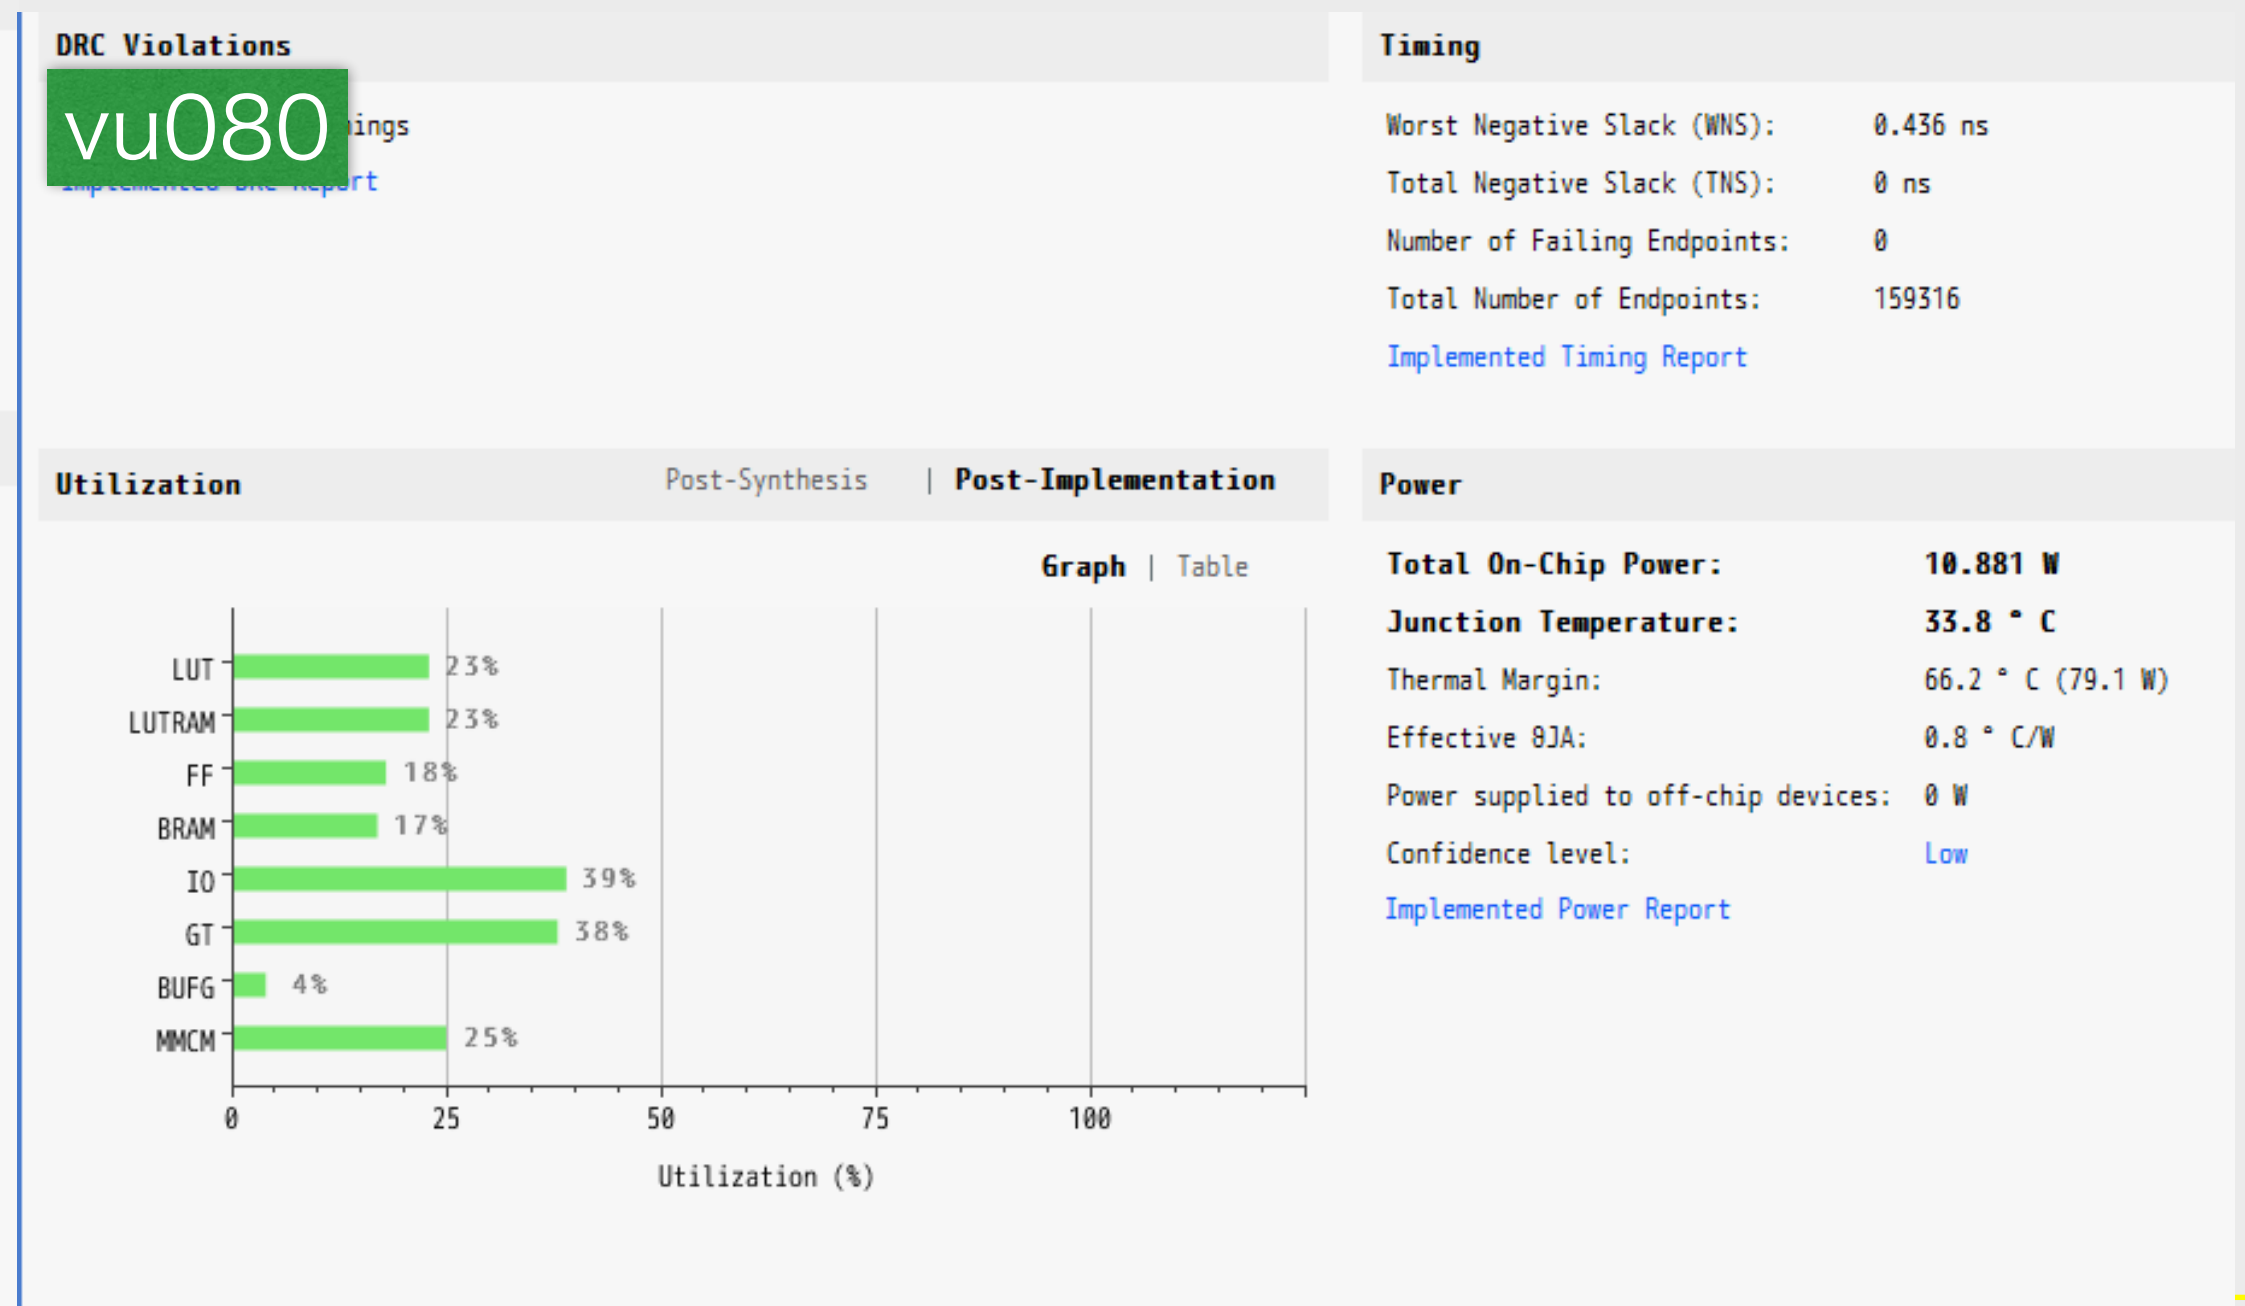 DRC Violations
vu080
Implemented DRC Report
Timing
Worst Negative Slack (WNS): 0.436 ns
Total Negative Slack (TNS): 0 ns
Number of Failing Endpoints: 0
Total Number of Endpoints: 159316
Implemented Timing Report
Utilization Post-Synthesis | Post-Implementation
Graph | Table
LUT 23%
LUTRAM 23%
FF 18%
BRAM 17%
IO 39%
GT 38%
BUFG 4%
MMCM 25%
0 25 50 75 100
Utilization (%)
Power
Total On-Chip Power: 10.881 W
Junction Temperature: 33.8 ° C
Thermal Margin: 66.2 ° C (79.1 W)
Effective ϑJA: 0.8 ° C/W
Power supplied to off-chip devices: 0 W
Confidence level: Low
Implemented Power Report